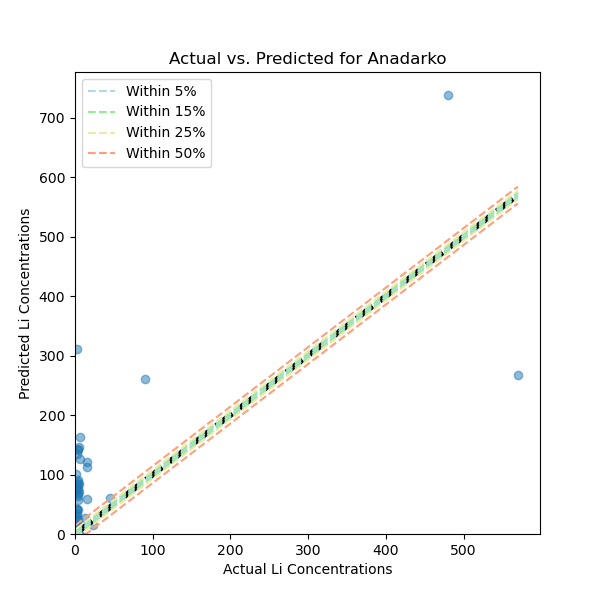 Actual vs. Predicted for Anadarko
Within 5%
Within 15%
Within 25%
Within 50%
Predicted Li Concentrations
700
600
500
400
300
200
100
0
0 100 200 300 400 500
Actual Li Concentrations